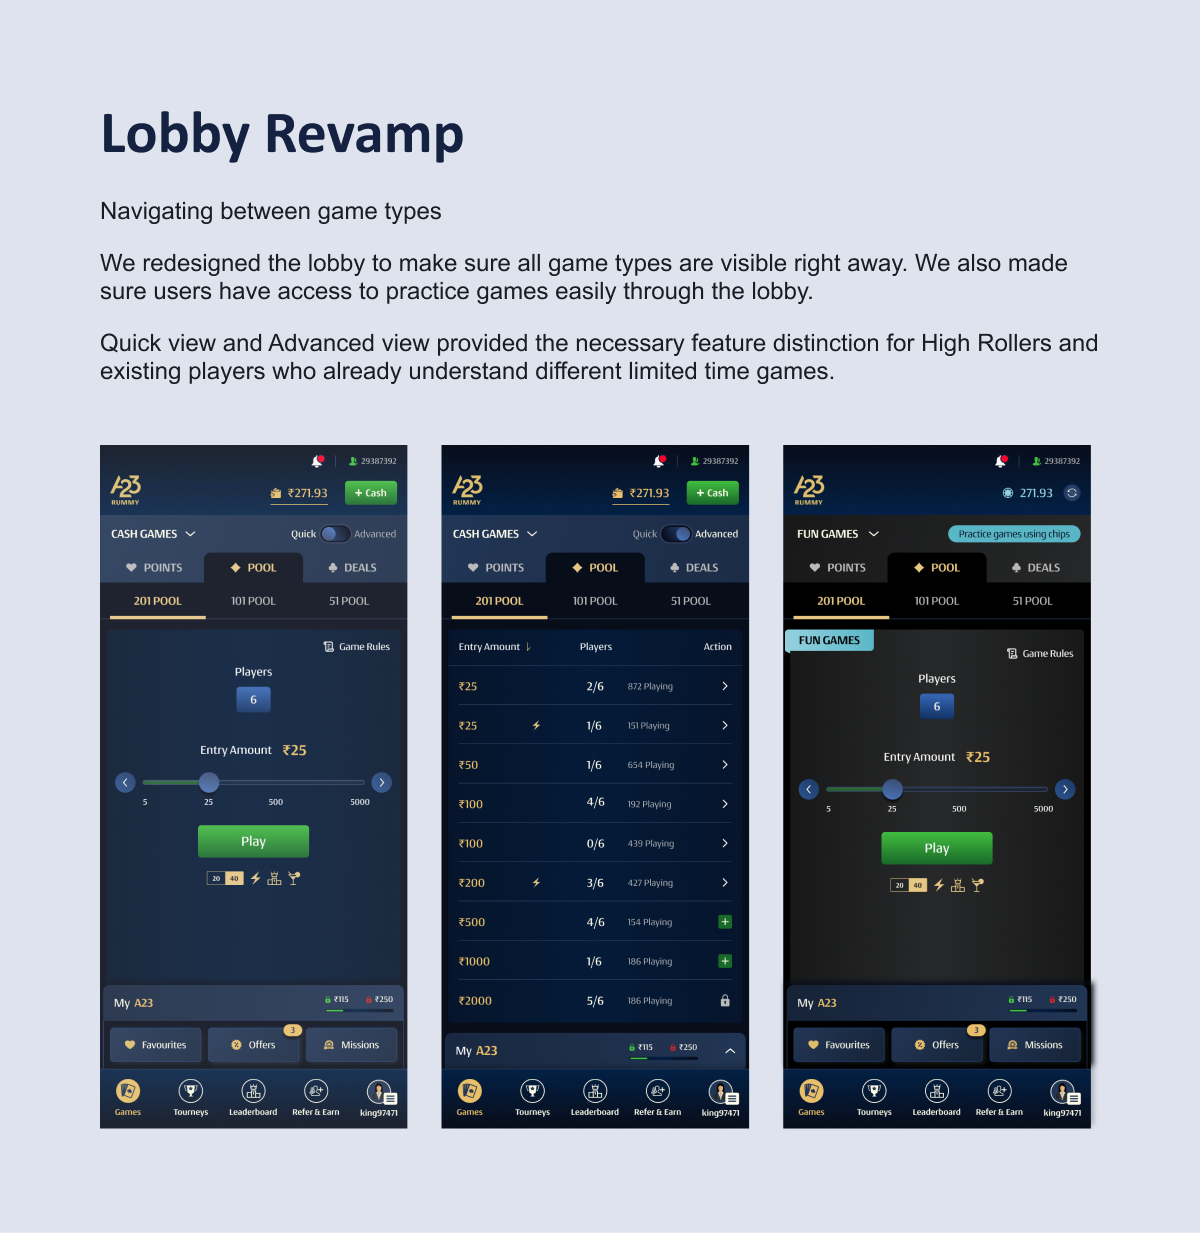 Lobby Revamp
Navigating between game types
We redesigned the lobby to make sure all game types are visible right away. We also made
sure users have access to practice games easily through the lobby.
Quick view and Advanced view provided the necessary feature distinction for High Rollers and
existing players who already understand different limited time games.
29387392
A23
RUMMY
₹271.93
+ Cash
CASH GAMES
Quick
Advanced
POINTS
POOL
DEALS
201 POOL
101 POOL
51 POOL
Game Rules
Players
6
Entry Amount ₹25
5 25 500 5000
Play
20 40
My A23
₹115 ₹250
Favourites
Offers
3
Missions
Games
Tourneys
Leaderboard
Refer & Earn
king97471
29387392
A23
RUMMY
₹271.93
+ Cash
CASH GAMES
Quick
Advanced
POINTS
POOL
DEALS
201 POOL
101 POOL
51 POOL
Entry Amount Players Action
₹25 2/6 872 Playing
₹25 1/6 151 Playing
₹50 1/6 654 Playing
₹100 4/6 192 Playing
₹100 0/6 439 Playing
₹200 3/6 427 Playing
₹500 4/6 154 Playing
₹1000 1/6 186 Playing
₹2000 5/6 186 Playing
My A23
₹115 ₹250
Games
Tourneys
Leaderboard
Refer & Earn
king97471
29387392
A23
RUMMY
271.93
FUN GAMES
Practice games using chips
POINTS
POOL
DEALS
201 POOL
101 POOL
51 POOL
FUN GAMES
Game Rules
Players
6
Entry Amount ₹25
5 25 500 5000
Play
20 40
My A23
₹115 ₹250
Favourites
Offers
3
Missions
Games
Tourneys
Leaderboard
Refer & Earn
king97471